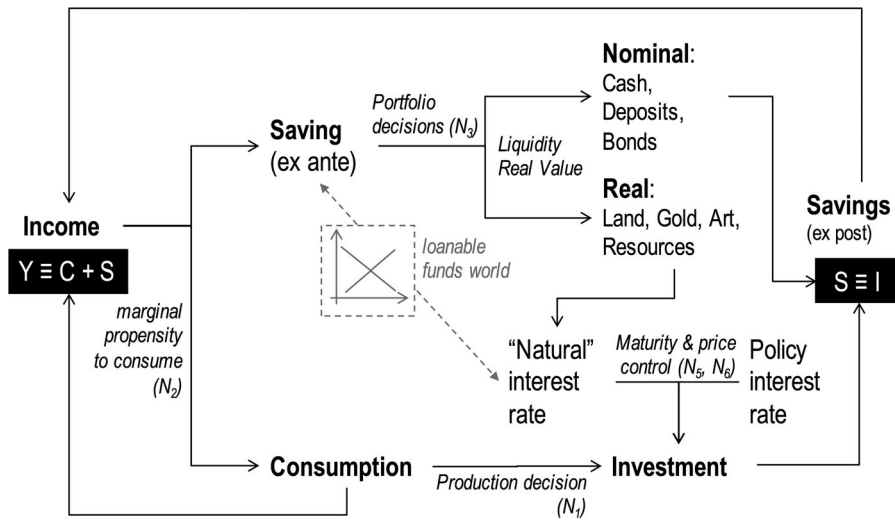 Nominal:
Cash,
Deposits,
Bonds
Portfolio
decisions (N₃)
Saving
(ex ante)
Liquidity
Real Value
Real:
Land, Gold, Art,
Resources
Income
Y ≡ C + S
Savings
(ex post)
S ≡ I
loanable
funds world
marginal
propensity
to consume
(N₂)
“Natural”
interest
rate
Maturity & price
control (N₅, N₆)
Policy
interest
rate
Consumption
Production decision
(N₁)
Investment